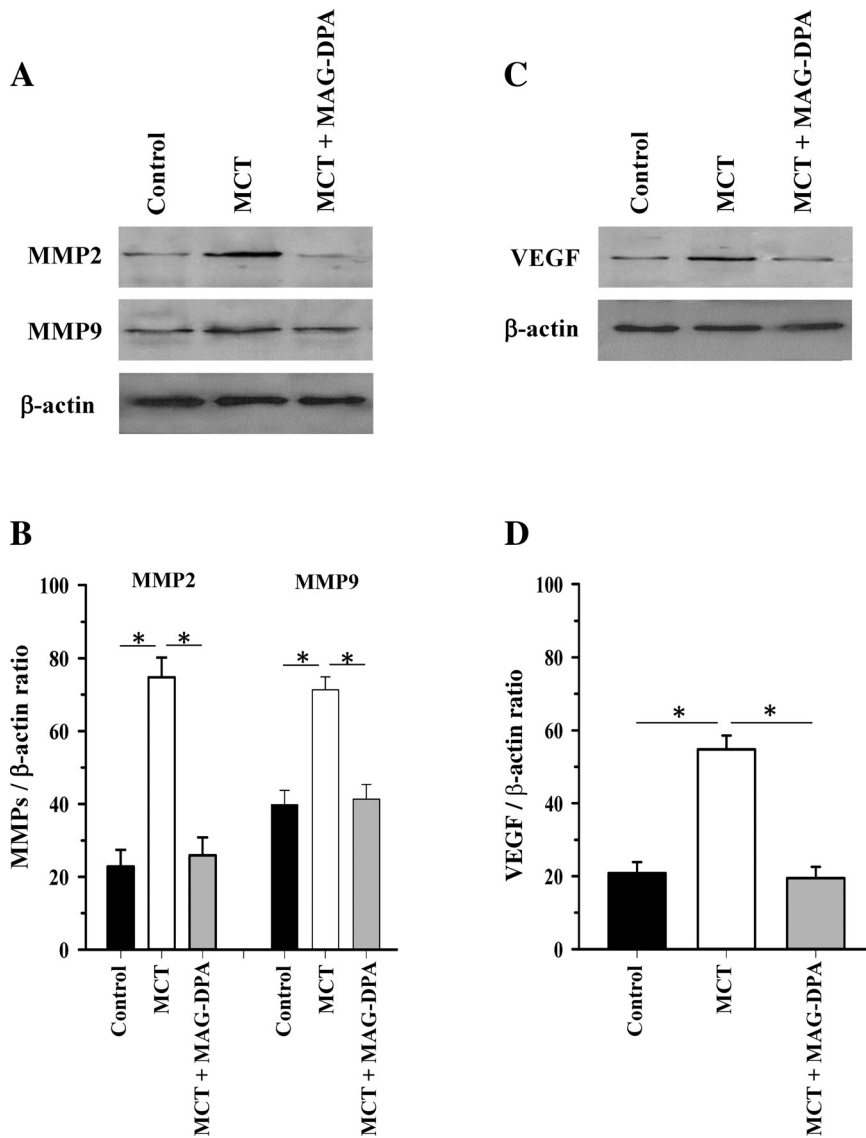 A
Control
MCT
MCT + MAG-DPA
MMP2
MMP9
β-actin
C
Control
MCT
MCT + MAG-DPA
VEGF
β-actin
B
MMP2
MMP9
MMPs / β-actin ratio
100
80
60
40
20
0
*
*
*
*
Control
MCT
MCT + MAG-DPA
Control
MCT
MCT + MAG-DPA
D
VEGF / β-actin ratio
100
80
60
40
20
0
*
*
Control
MCT
MCT + MAG-DPA